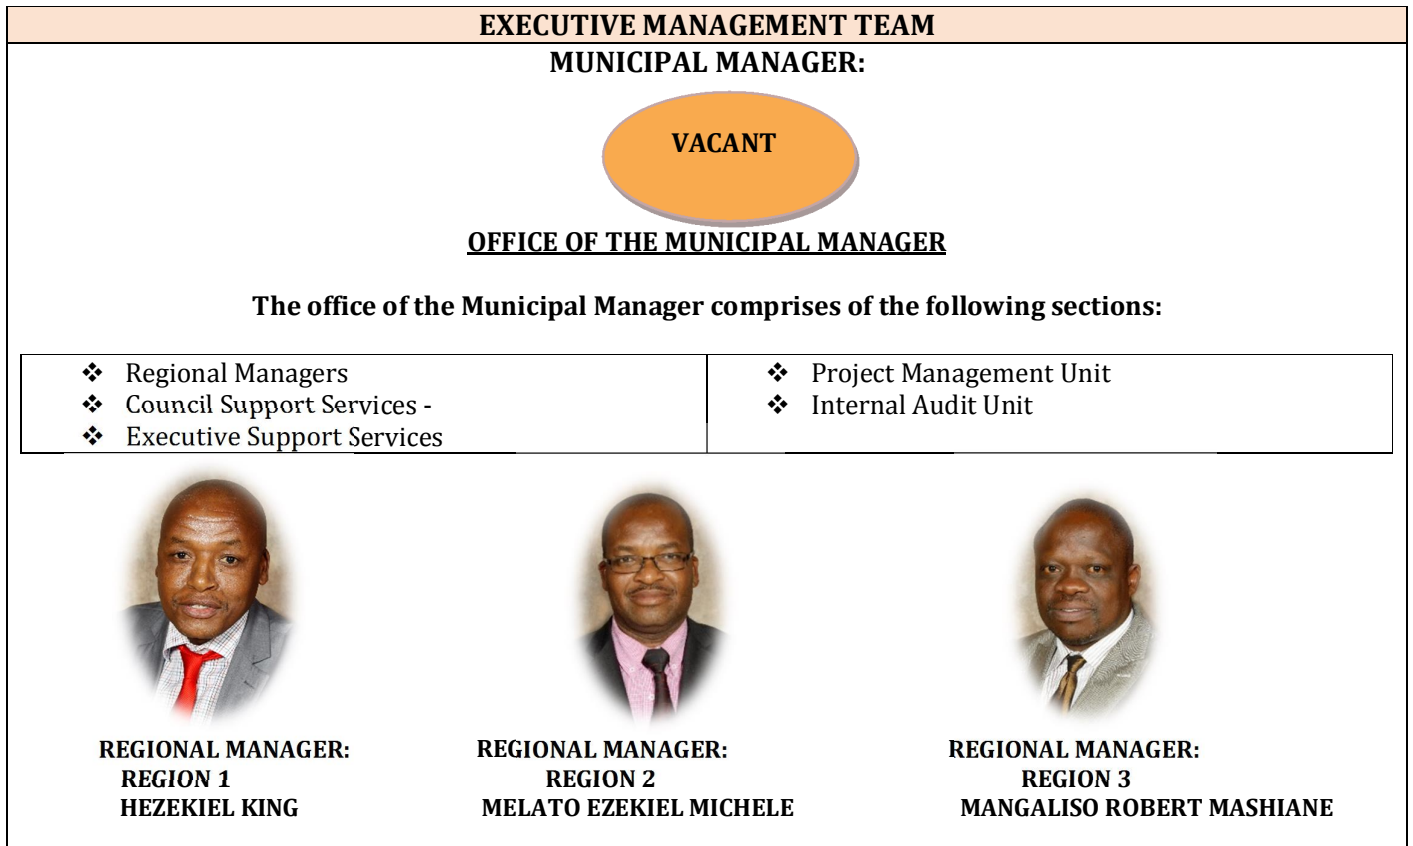 EXECUTIVE MANAGEMENT TEAM
MUNICIPAL MANAGER:
VACANT
OFFICE OF THE MUNICIPAL MANAGER
The office of the Municipal Manager comprises of the following sections:
❖ Regional Managers
❖ Council Support Services -
❖ Executive Support Services
❖ Project Management Unit
❖ Internal Audit Unit
REGIONAL MANAGER:
REGION 1
HEZEKIEL KING
REGIONAL MANAGER:
REGION 2
MELATO EZEKIEL MICHELE
REGIONAL MANAGER:
REGION 3
MANGALISO ROBERT MASHIANE